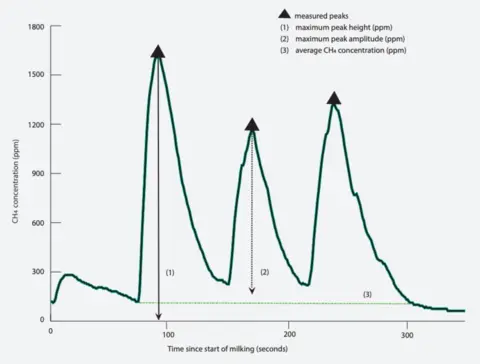 measured peaks
(1) maximum peak height (ppm)
(2) maximum peak amplitude (ppm)
(3) average CH₄ concentration (ppm)
CH₄ concentration (ppm)
1800
1500
1200
900
600
300
0
(1)
(2)
(3)
0 100 200 300
Time since start of milking (seconds)